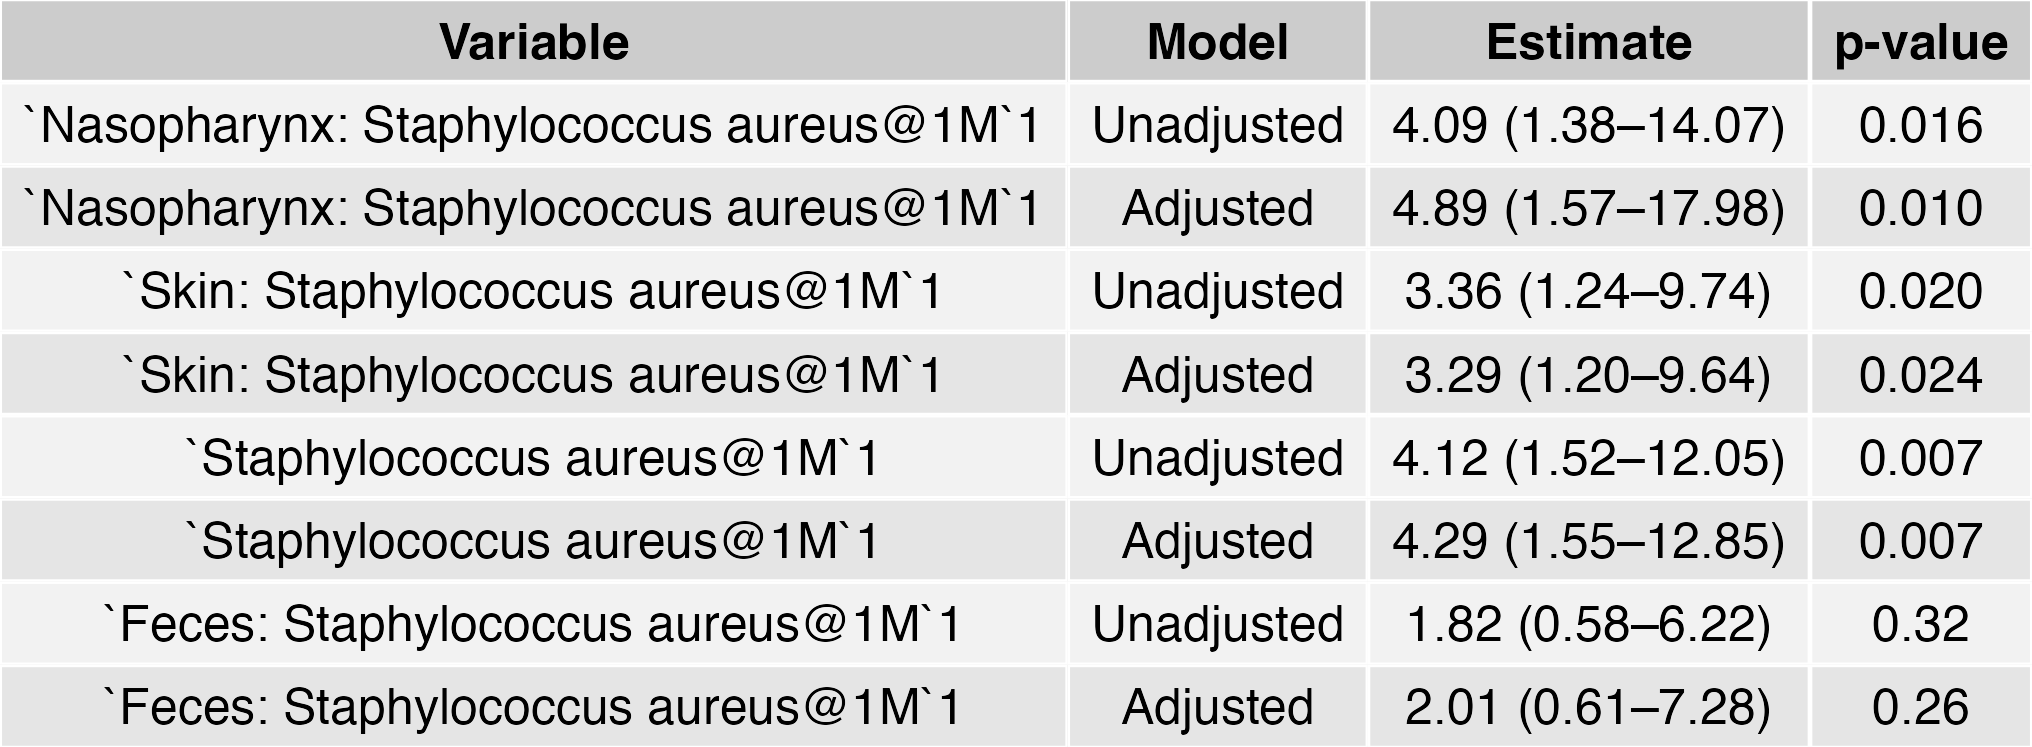 Variable Model Estimate p-value
`Nasopharynx: Staphylococcus aureus@1M`1 Unadjusted 4.09 (1.38–14.07) 0.016
`Nasopharynx: Staphylococcus aureus@1M`1 Adjusted 4.89 (1.57–17.98) 0.010
`Skin: Staphylococcus aureus@1M`1 Unadjusted 3.36 (1.24–9.74) 0.020
`Skin: Staphylococcus aureus@1M`1 Adjusted 3.29 (1.20–9.64) 0.024
`Staphylococcus aureus@1M`1 Unadjusted 4.12 (1.52–12.05) 0.007
`Staphylococcus aureus@1M`1 Adjusted 4.29 (1.55–12.85) 0.007
`Feces: Staphylococcus aureus@1M`1 Unadjusted 1.82 (0.58–6.22) 0.32
`Feces: Staphylococcus aureus@1M`1 Adjusted 2.01 (0.61–7.28) 0.26